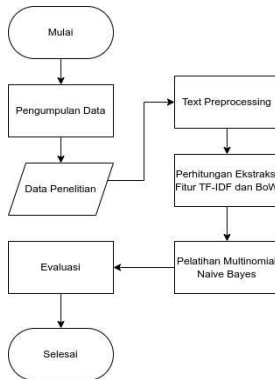 Mulai
Pengumpulan Data
Data Penelitian
Text Preprocessing
Perhitungan Ekstraksi
Fitur TF-IDF dan BoW
Pelatihan Multinomial
Naive Bayes
Evaluasi
Selesai